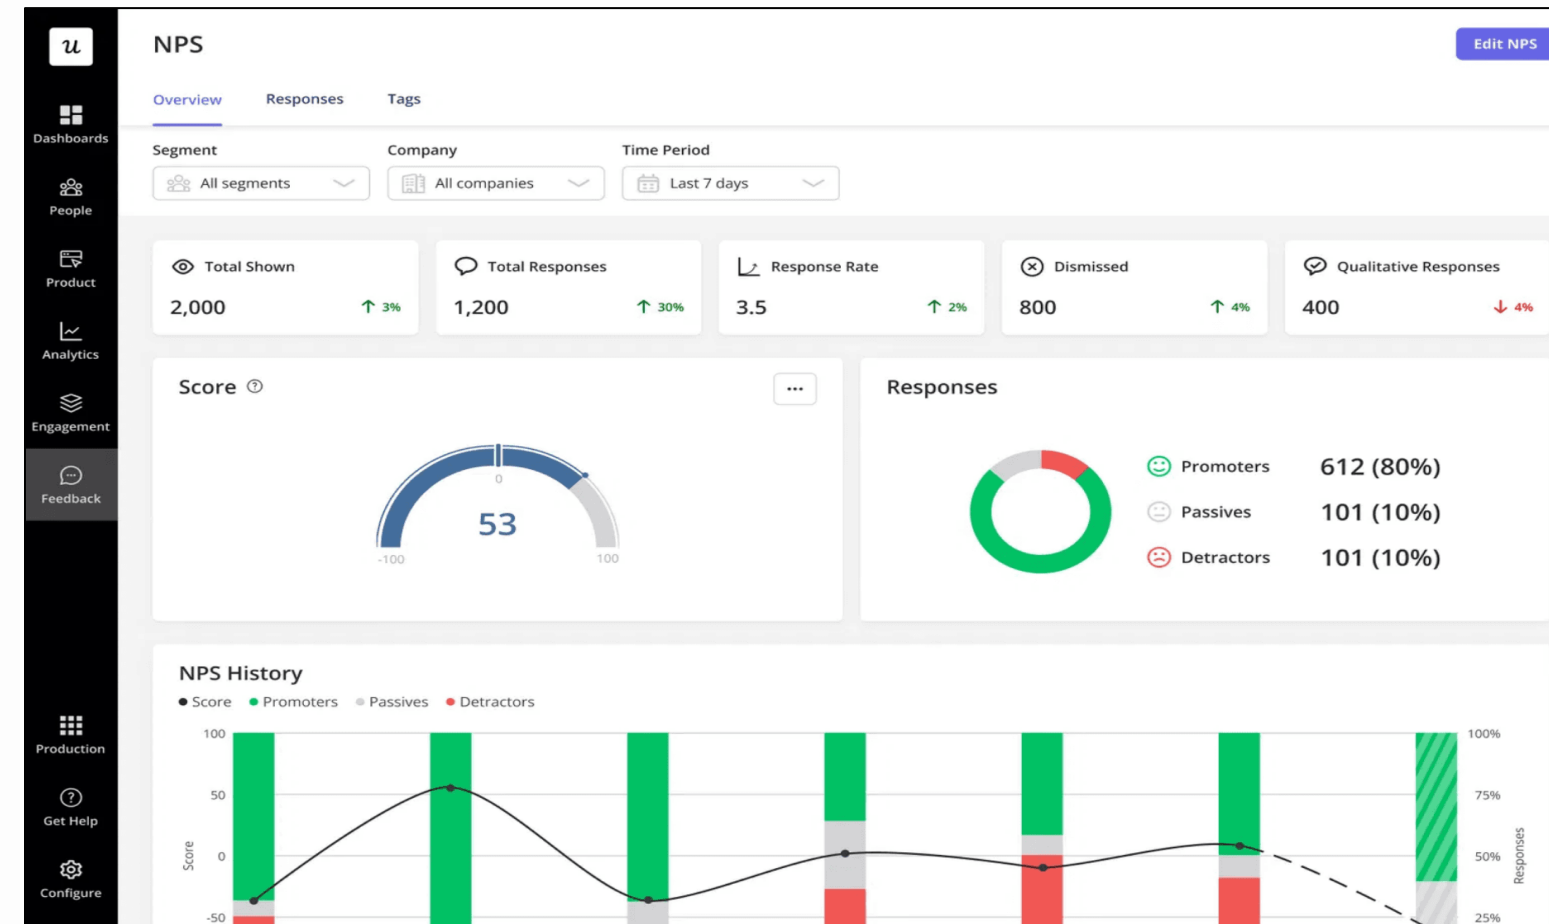 u
NPS
Edit NPS
Overview Responses Tags
Segment Company Time Period
All segments All companies Last 7 days
Dashboards
People
Product
Analytics
Engagement
Feedback
Production
Get Help
Configure
Total Shown Total Responses Response Rate Dismissed Qualitative Responses
2,000 ↑ 3% 1,200 ↑ 30% 3.5 ↑ 2% 800 ↑ 4% 400 ↓ 4%
Score ?
...
0
53
-100 100
Responses
Promoters 612 (80%)
Passives 101 (10%)
Detractors 101 (10%)
NPS History
Score Promoters Passives Detractors
100 100%
50 75%
0 50%
-50 25%
Score
Responses